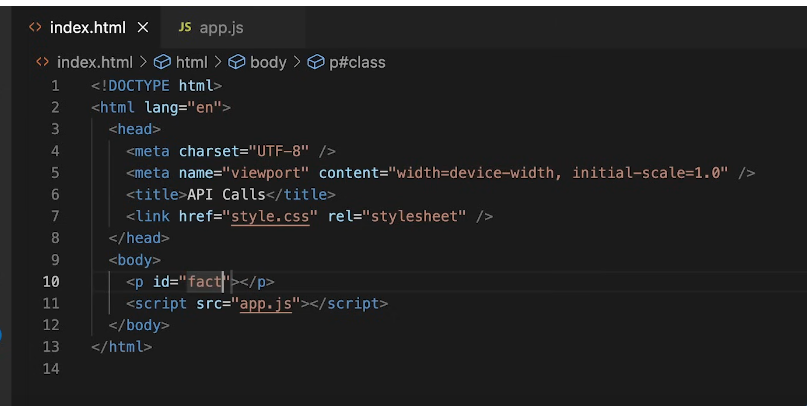 index.html × JS app.js
index.html > html > body > p#class
1 <!DOCTYPE html>
2 <html lang="en">
3 <head>
4 <meta charset="UTF-8" />
5 <meta name="viewport" content="width=device-width, initial-scale=1.0" />
6 <title>API Calls</title>
7 <link href="style.css" rel="stylesheet" />
8 </head>
9 <body>
10 <p id="fact"></p>
11 <script src="app.js"></script>
12 </body>
13 </html>
14